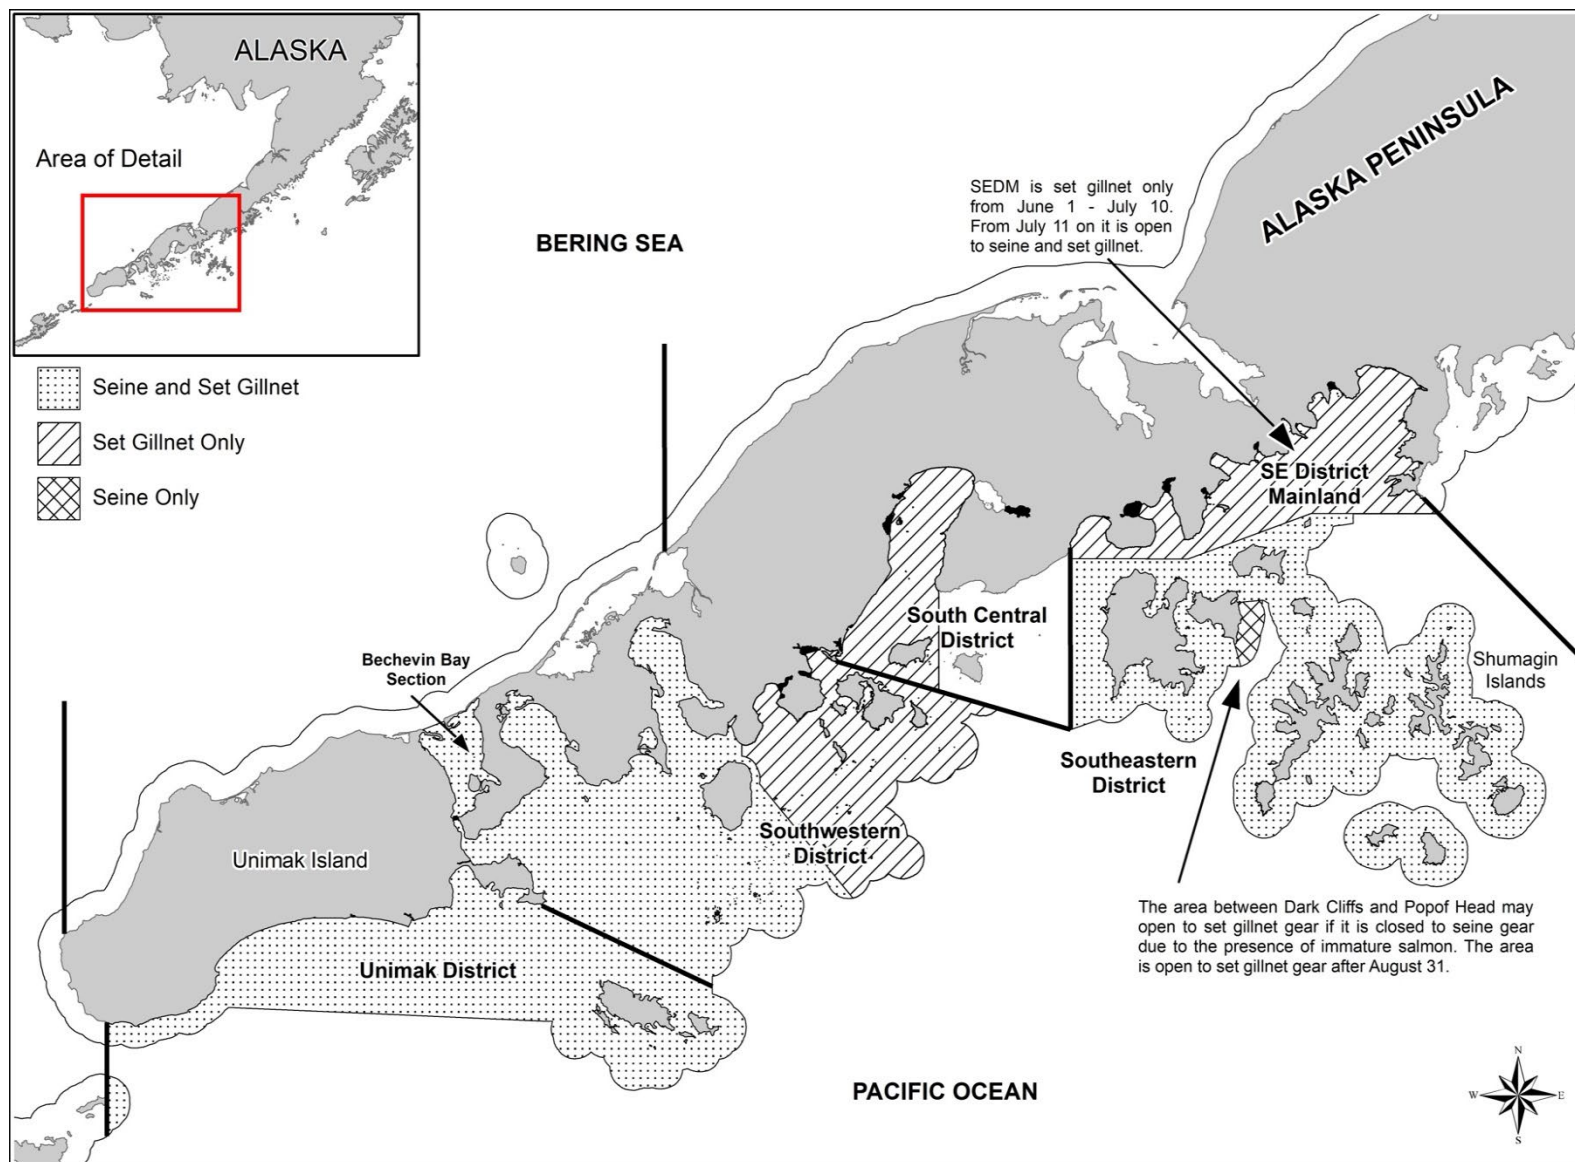 ALASKA
Area of Detail
Seine and Set Gillnet
Set Gillnet Only
Seine Only
BERING SEA
SEDM is set gillnet only
from June 1 - July 10.
From July 11 on it is open
to seine and set gillnet.
ALASKA PENINSULA
SE District
Mainland
South Central
District
Bechevin Bay
Section
Shumagin
Islands
Southeastern
District
Southwestern
District
Unimak Island
Unimak District
The area between Dark Cliffs and Popof Head may
open to set gillnet gear if it is closed to seine gear
due to the presence of immature salmon. The area
is open to set gillnet gear after August 31.
PACIFIC OCEAN
N
W
E
S